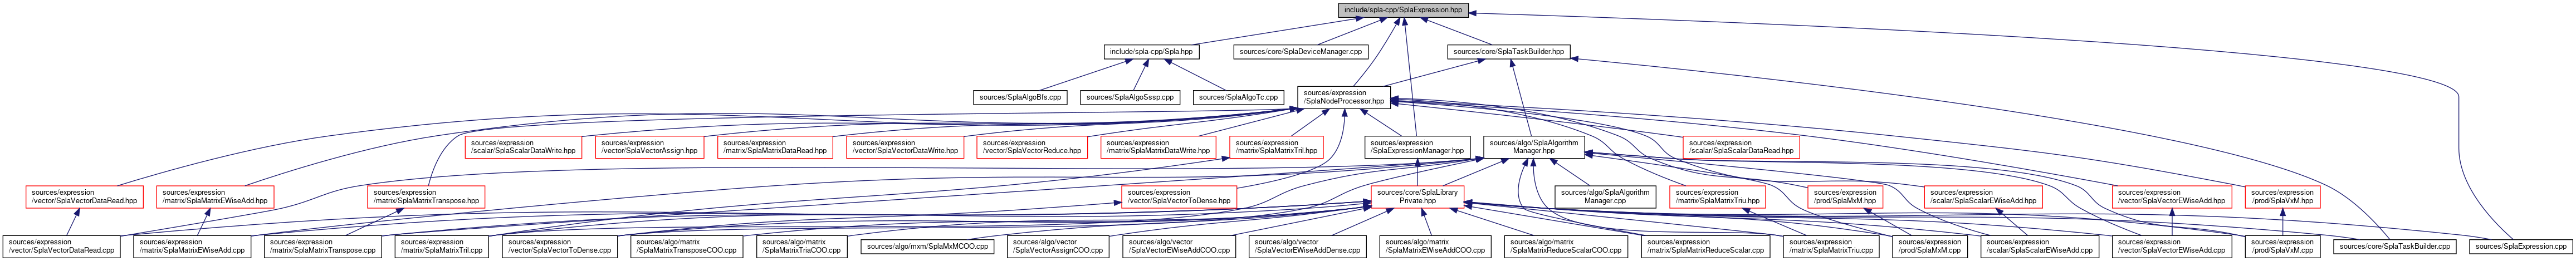 include/spla-cpp/SplaExpression.hpp
include/spla-cpp/Spla.hpp
sources/core/SplaDeviceManager.cpp
sources/core/SplaTaskBuilder.hpp
sources/SplaAlgoBfs.cpp
sources/SplaAlgoSssp.cpp
sources/SplaAlgoTc.cpp
sources/expression
/SplaNodeProcessor.hpp
sources/expression
/scalar/SplaScalarDataWrite.hpp
sources/expression
/vector/SplaVectorAssign.hpp
sources/expression
/matrix/SplaMatrixDataRead.hpp
sources/expression
/vector/SplaVectorDataWrite.hpp
sources/expression
/vector/SplaVectorReduce.hpp
sources/expression
/matrix/SplaMatrixDataWrite.hpp
sources/expression
/matrix/SplaMatrixTril.hpp
sources/expression
/SplaExpressionManager.hpp
sources/algo/SplaAlgorithm
Manager.hpp
sources/expression
/scalar/SplaScalarDataRead.hpp
sources/expression
/vector/SplaVectorDataRead.hpp
sources/expression
/matrix/SplaMatrixEWiseAdd.hpp
sources/expression
/matrix/SplaMatrixTranspose.hpp
sources/expression
/vector/SplaVectorToDense.hpp
sources/core/SplaLibrary
Private.hpp
sources/algo/SplaAlgorithm
Manager.cpp
sources/expression
/matrix/SplaMatrixTriu.hpp
sources/expression
/prod/SplaMxM.hpp
sources/expression
/scalar/SplaScalarEWiseAdd.hpp
sources/expression
/vector/SplaVectorEWiseAdd.hpp
sources/expression
/prod/SplaVxM.hpp
sources/expression
/vector/SplaVectorDataRead.cpp
sources/expression
/matrix/SplaMatrixEWiseAdd.cpp
sources/expression
/matrix/SplaMatrixTranspose.cpp
sources/expression
/matrix/SplaMatrixTril.cpp
sources/expression
/vector/SplaVectorToDense.cpp
sources/algo/matrix
/SplaMatrixTransposeCOO.cpp
sources/algo/matrix
/SplaMatrixTriaCOO.cpp
sources/algo/mxm/SplaMxMCOO.cpp
sources/algo/vector
/SplaVectorAssignCOO.cpp
sources/algo/vector
/SplaVectorEWiseAddCOO.cpp
sources/algo/vector
/SplaVectorEWiseAddDense.cpp
sources/algo/matrix
/SplaMatrixEWiseAddCOO.cpp
sources/algo/matrix
/SplaMatrixReduceScalarCOO.cpp
sources/expression
/matrix/SplaMatrixReduceScalar.cpp
sources/expression
/matrix/SplaMatrixTriu.cpp
sources/expression
/prod/SplaMxM.cpp
sources/expression
/scalar/SplaScalarEWiseAdd.cpp
sources/expression
/vector/SplaVectorEWiseAdd.cpp
sources/expression
/prod/SplaVxM.cpp
sources/core/SplaTaskBuilder.cpp
sources/SplaExpression.cpp